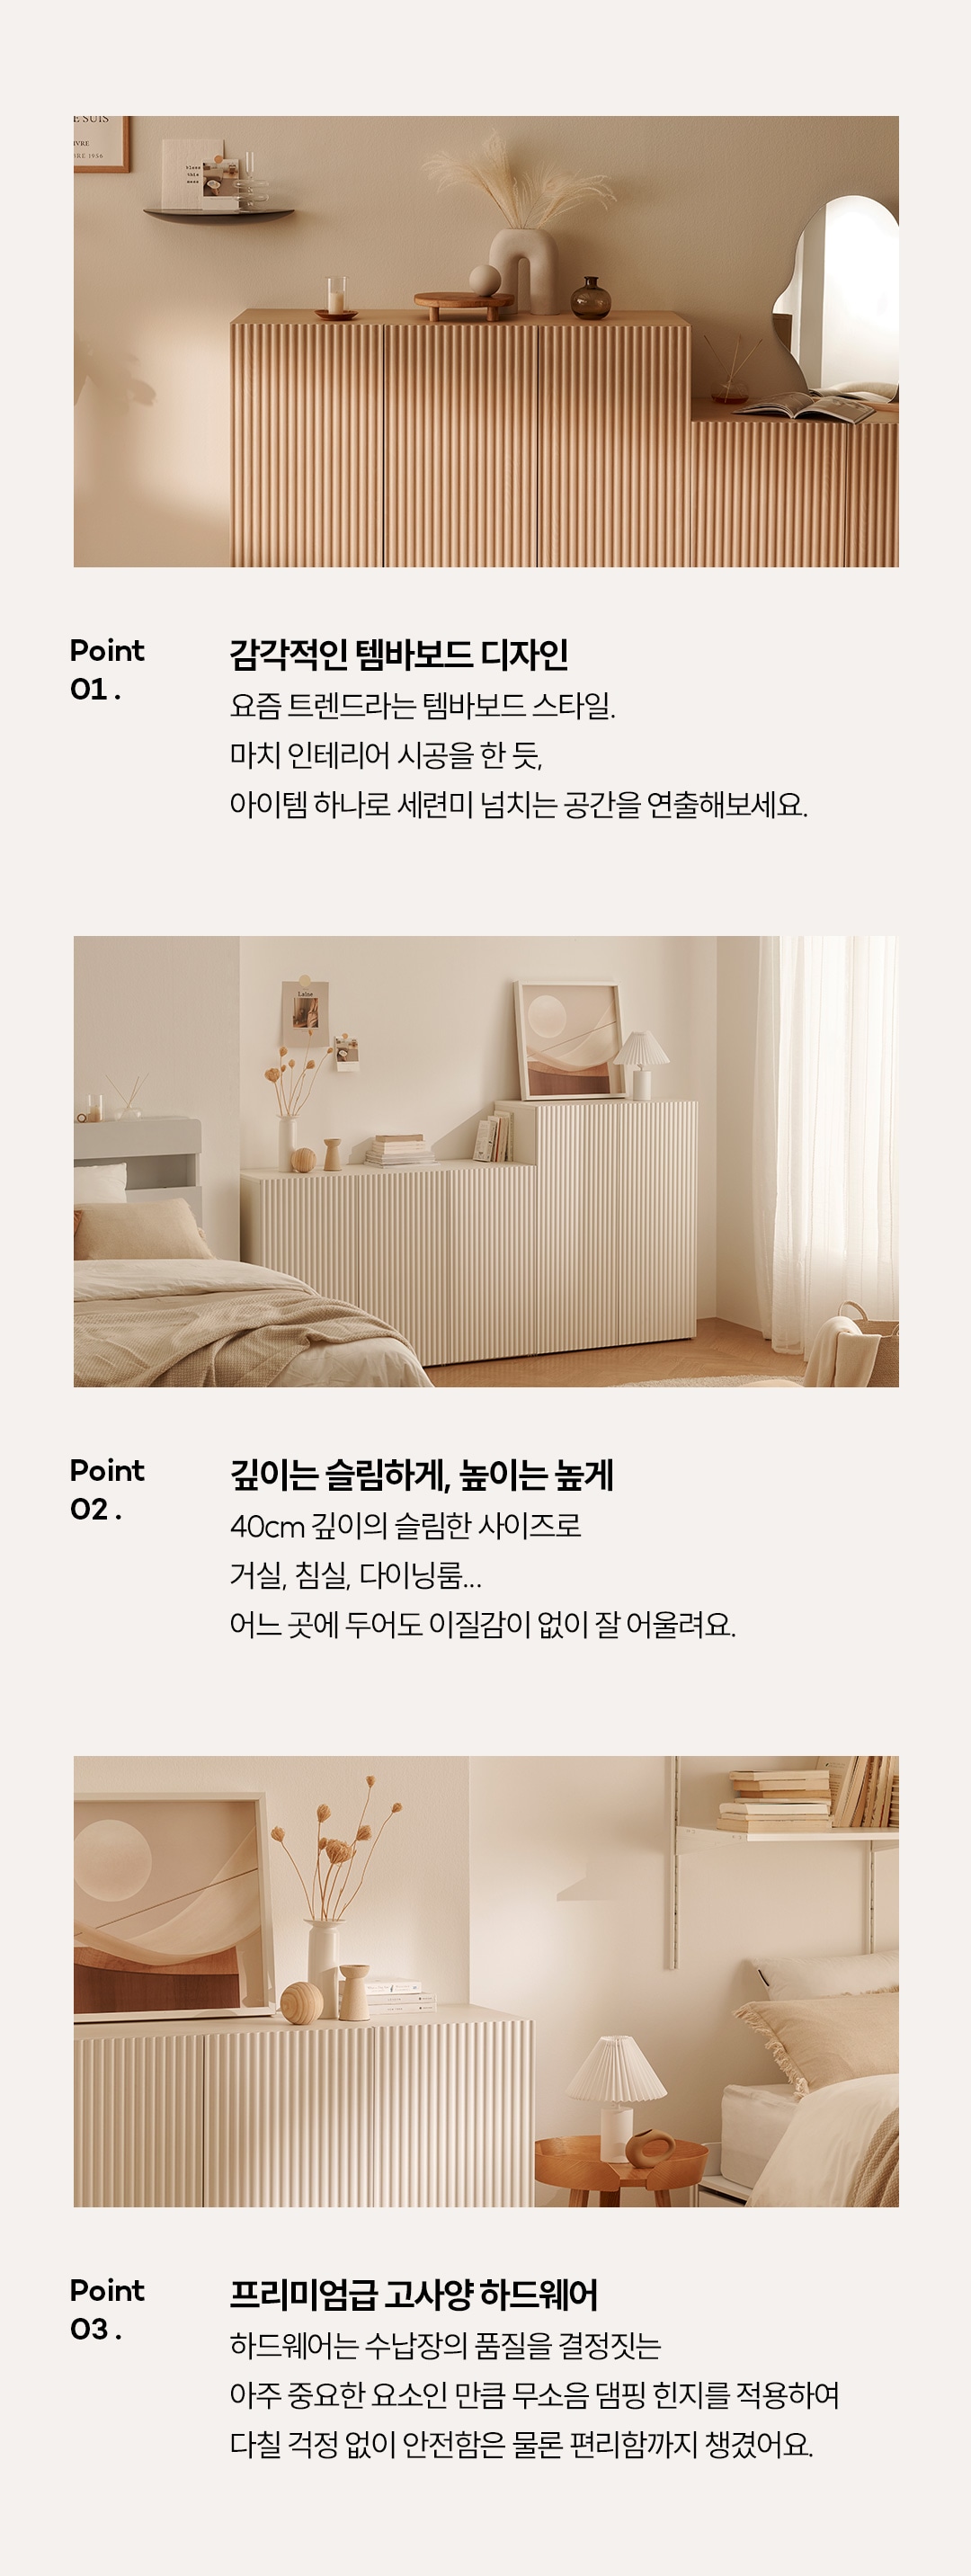 E SUIS
IVRE
BRE 1956
bless
this
mess
Point
01.
감각적인 템바보드 디자인
요즘 트렌드라는 템바보드 스타일.
마치 인테리어 시공을 한 듯,
아이템 하나로 세련미 넘치는 공간을 연출해보세요.
Laine
Point
02.
깊이는 슬림하게, 높이는 높게
40cm 깊이의 슬림한 사이즈로
거실, 침실, 다이닝룸...
어느 곳에 두어도 이질감이 없이 잘 어울려요.
Point
03.
프리미엄급 고사양 하드웨어
하드웨어는 수납장의 품질을 결정짓는
아주 중요한 요소인 만큼 무소음 댐핑 힌지를 적용하여
다칠 걱정 없이 안전함은 물론 편리함까지 챙겼어요.